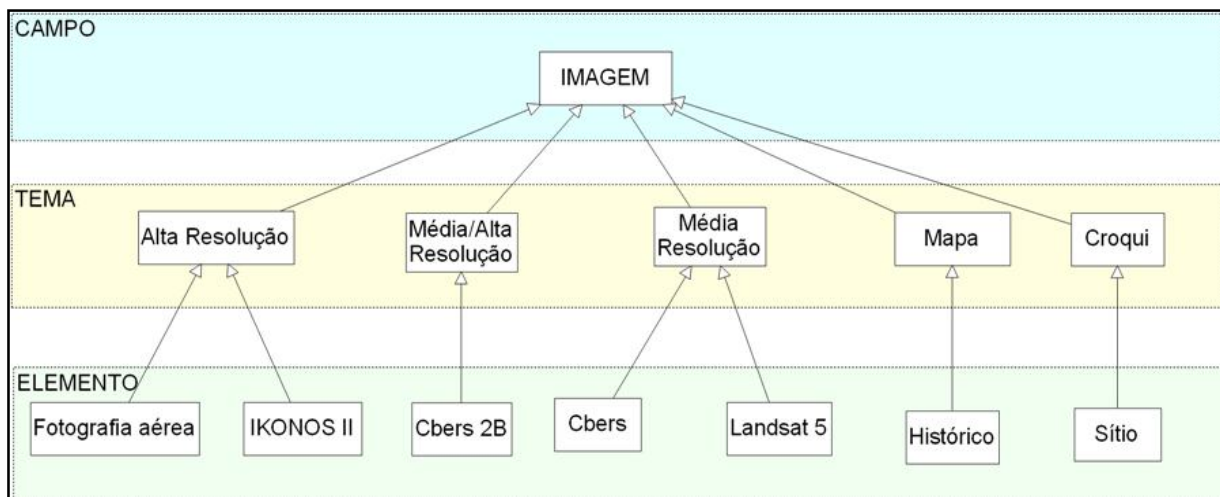 CAMPO
IMAGEM
TEMA
Alta Resolução
Média/Alta
Resolução
Média
Resolução
Mapa
Croqui
ELEMENTO
Fotografia aérea
IKONOS II
Cbers 2B
Cbers
Landsat 5
Histórico
Sítio